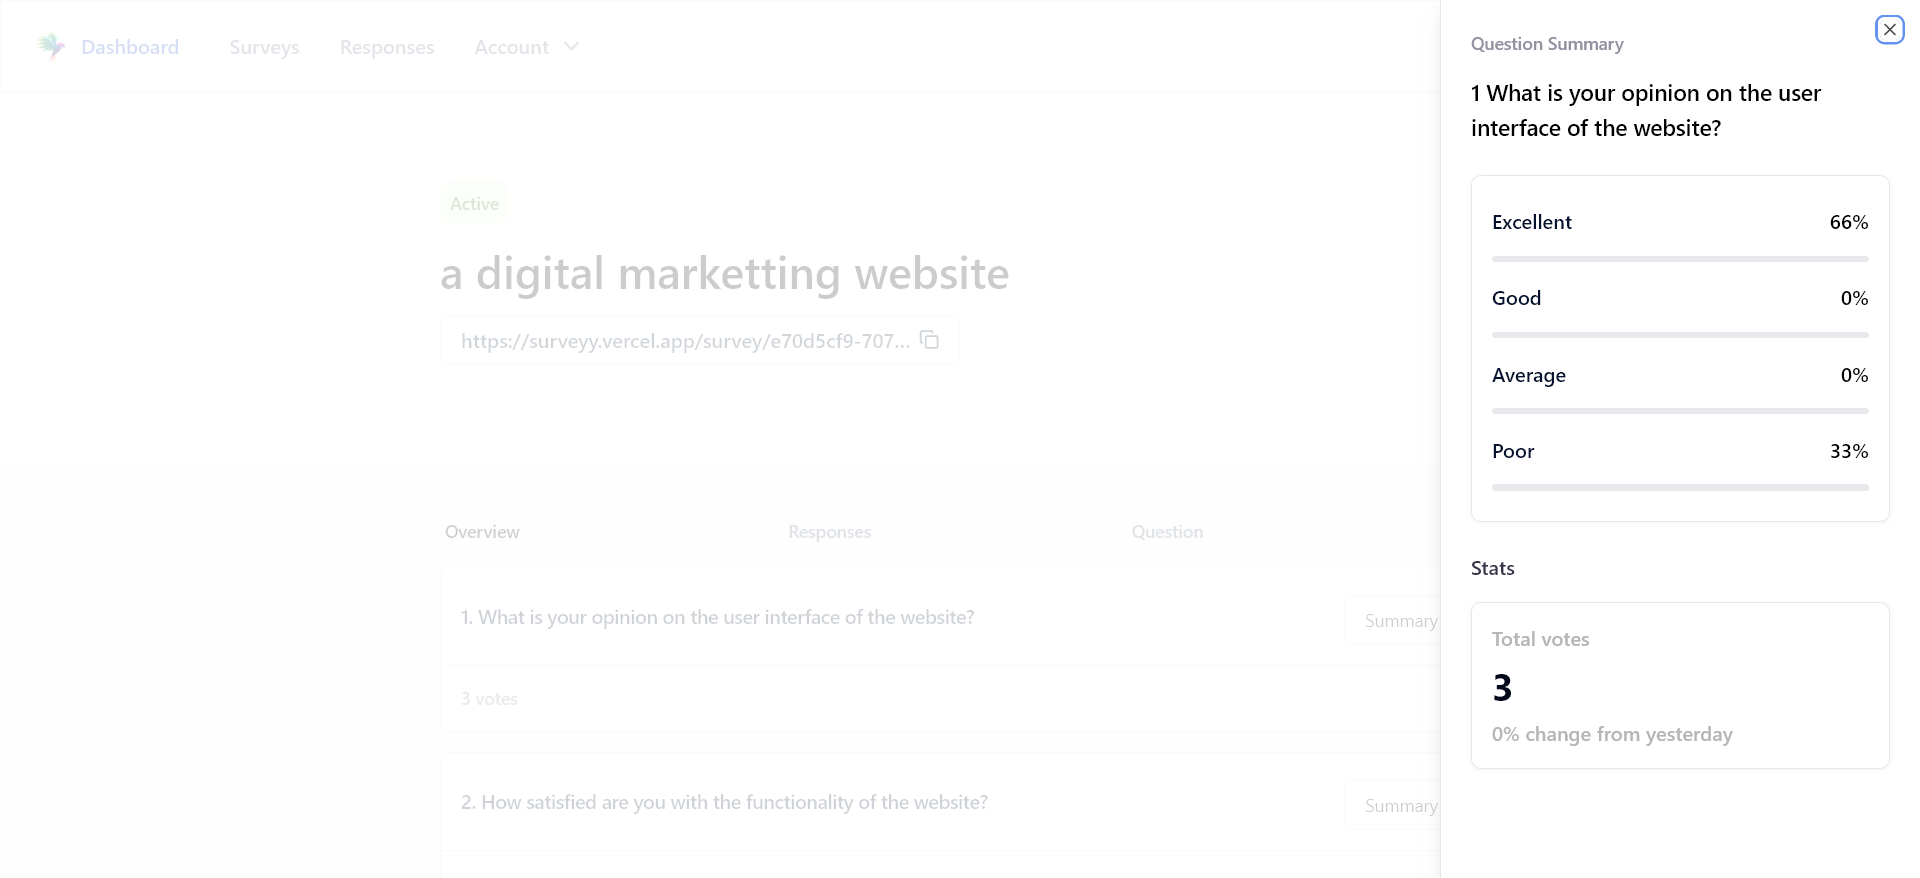 Dashboard
Surveys
Responses
Account
Active
a digital marketting website
https://surveyy.vercel.app/survey/e70d5cf9-707...
Overview
Responses
Question
1. What is your opinion on the user interface of the website?
Summary
3 votes
2. How satisfied are you with the functionality of the website?
Summary
Question Summary
1 What is your opinion on the user
interface of the website?
Excellent 66%
Good 0%
Average 0%
Poor 33%
Stats
Total votes
3
0% change from yesterday